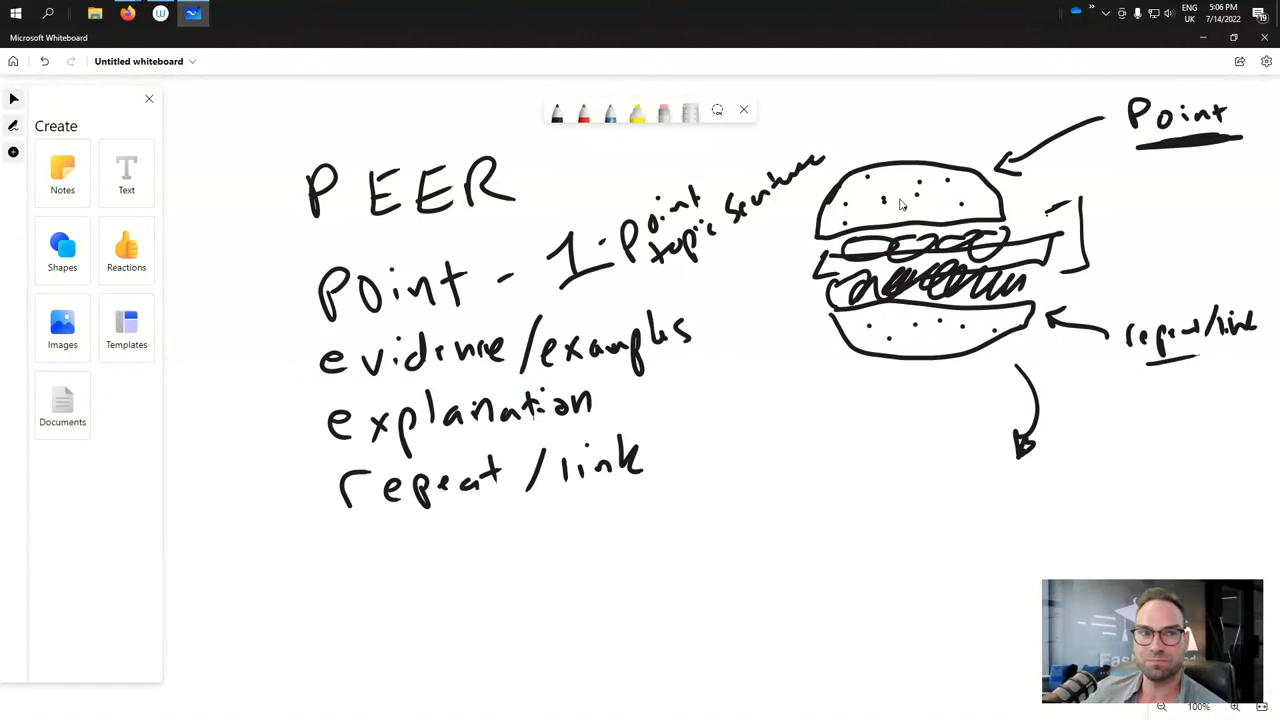 ENG
UK
5:06 PM
7/14/2022
19
Microsoft Whiteboard
Untitled whiteboard
Create
Notes
Text
Shapes
Reactions
Images
Templates
Documents
PEER
Point - 1 - Point
topic sentence
evidence/examples
explanation
repeat/link
Point
repeat/link
100%